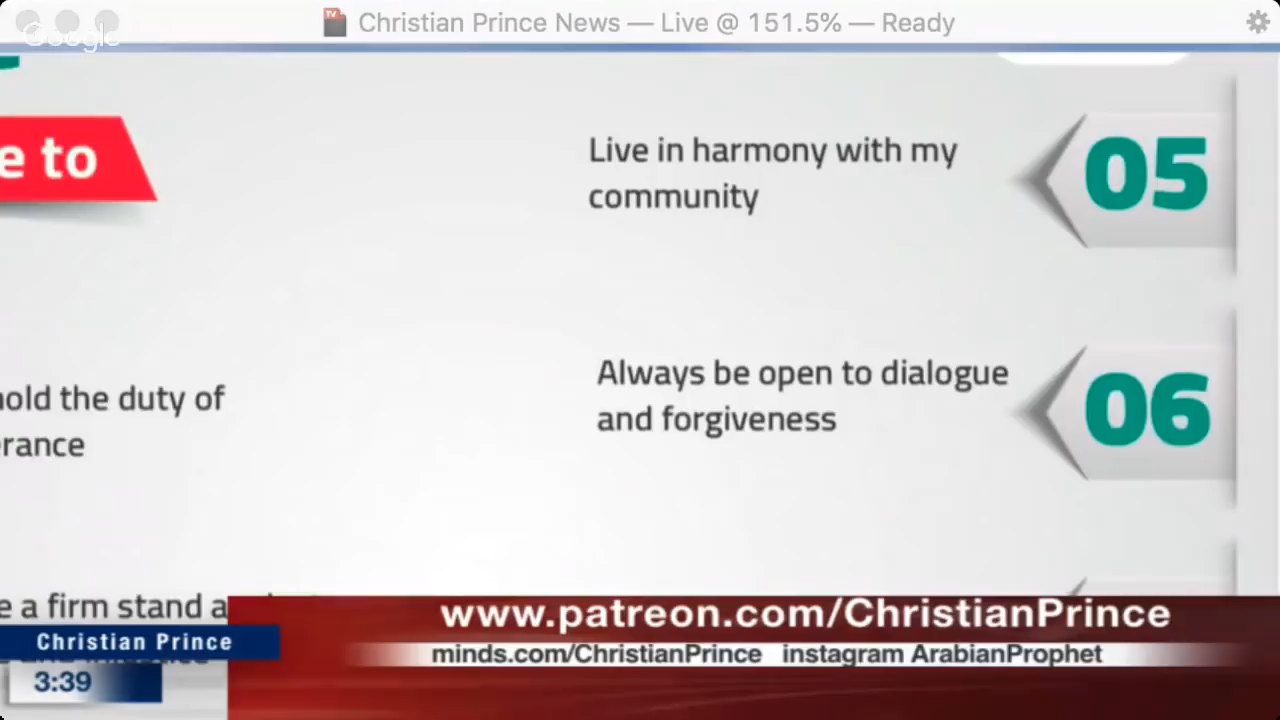 Christian Prince News — Live @ 151.5% — Ready
Google
e to
Live in harmony with my
community
05
Always be open to dialogue
and forgiveness
06
hold the duty of
erance
e a firm stand a
www.patreon.com/ChristianPrince
Christian Prince
minds.com/ChristianPrince instagram ArabianProphet
3:39